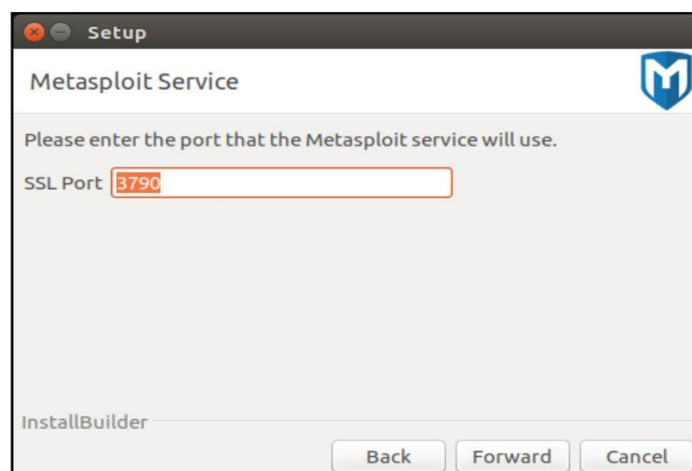 Setup
Metasploit Service
Please enter the port that the Metasploit service will use.
SSL Port 3790
InstallBuilder
Back Forward Cancel